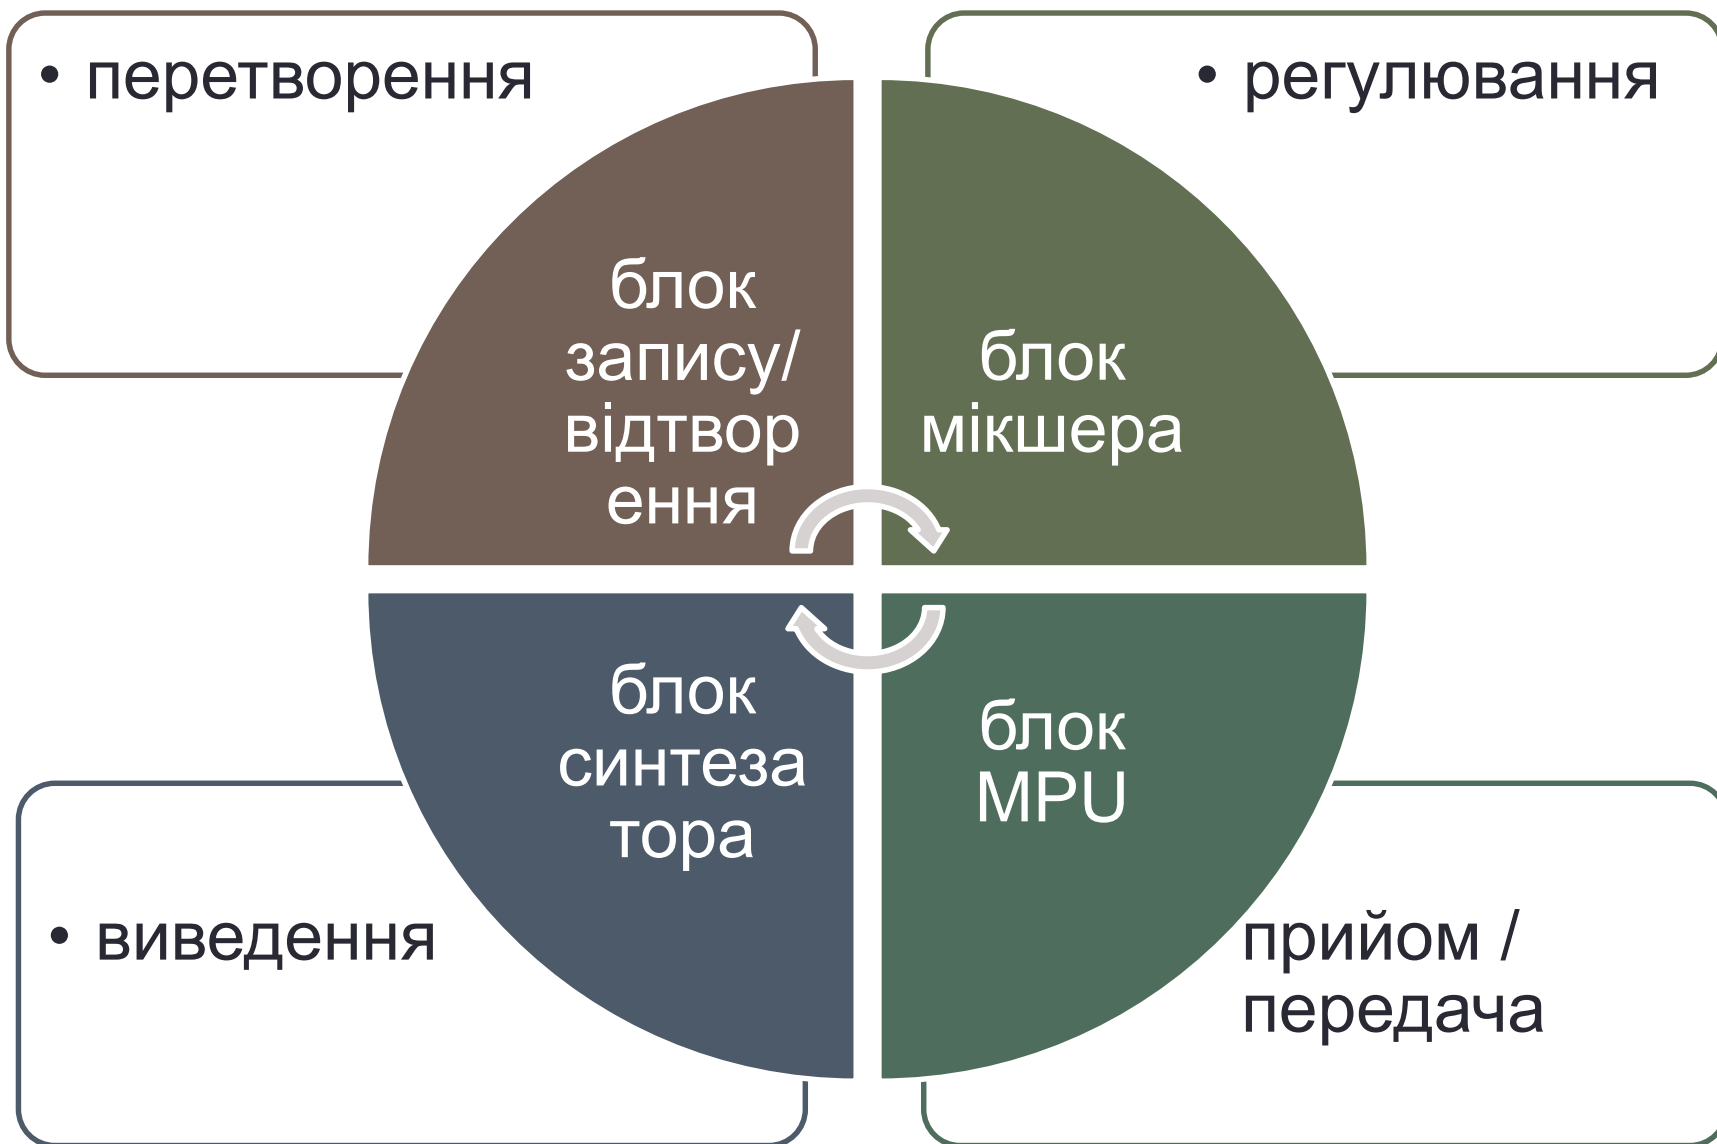 • перетворення
• регулювання
блок
запису/
відтвор
ення
блок
мікшера
блок
синтеза
тора
блок
MPU
• виведення
прийом /
передача